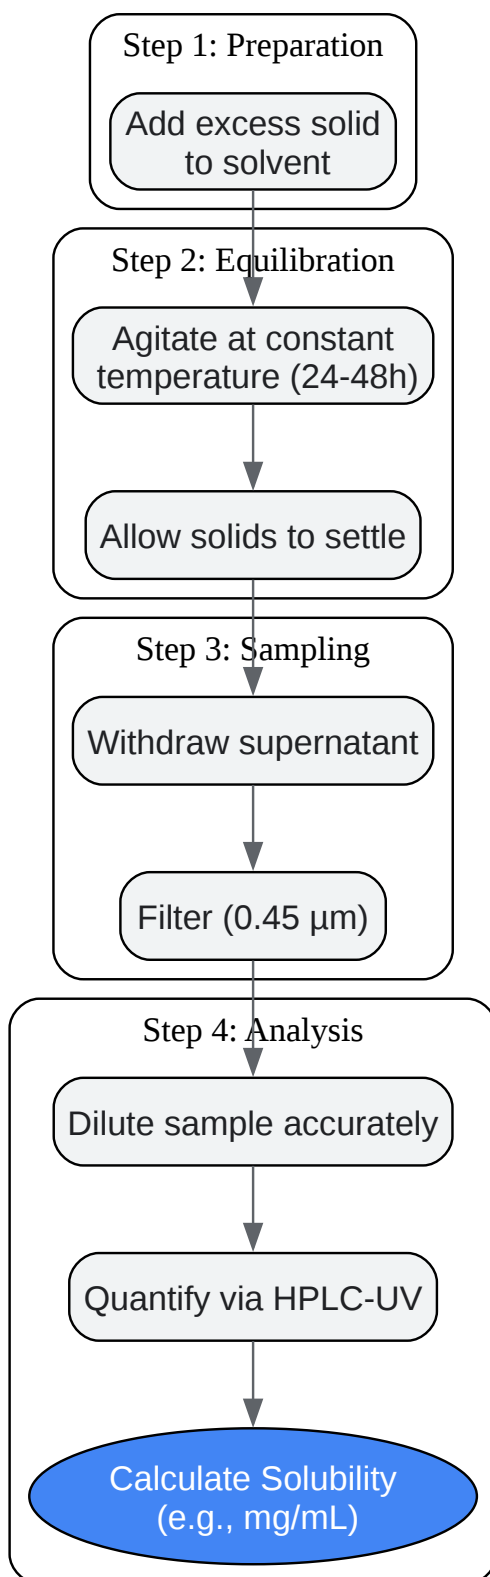 Step 1: Preparation
Add excess solid
to solvent
Step 2: Equilibration
Agitate at constant
temperature (24-48h)
Allow solids to settle
Step 3: Sampling
Withdraw supernatant
Filter (0.45 µm)
Step 4: Analysis
Dilute sample accurately
Quantify via HPLC-UV
Calculate Solubility
(e.g., mg/mL)